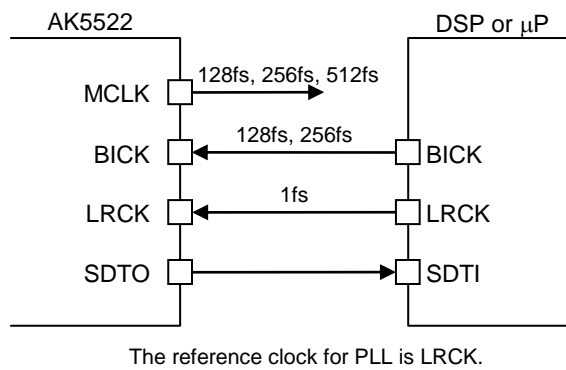 AK5522
DSP or μP
128fs, 256fs, 512fs
MCLK
128fs, 256fs
BICK
BICK
1fs
LRCK
LRCK
SDTO
SDTI
The reference clock for PLL is LRCK.